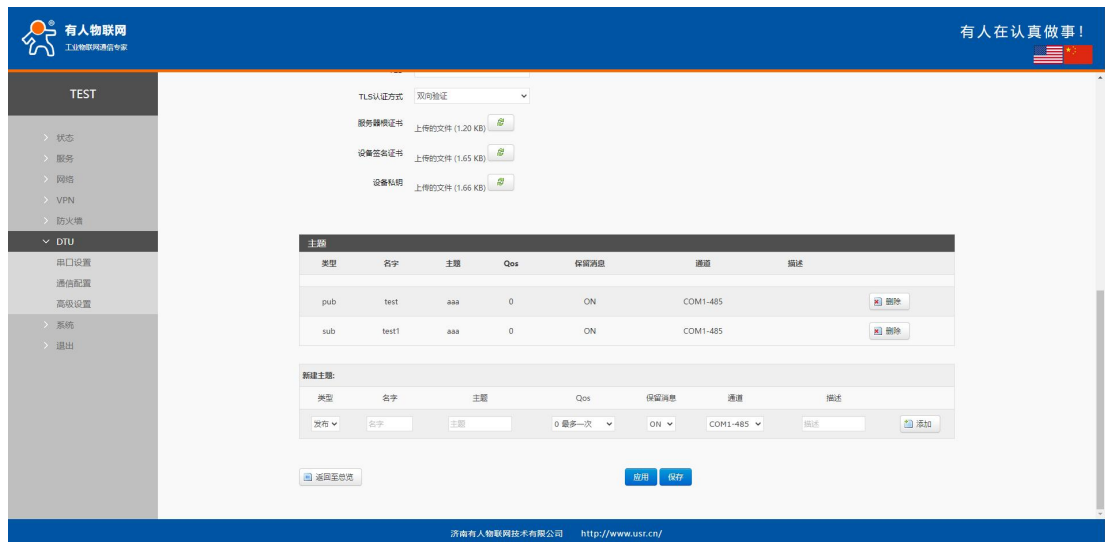 有人物联网
工业物联网通信专家
有人在认真做事!
TEST
状态
服务
网络
VPN
防火墙
DTU
串口设置
通信配置
高级设置
系统
退出
TLS认证方式 双向验证
服务器根证书 上传的文件 (1.20 KB)
设备签名证书 上传的文件 (1.65 KB)
设备私钥 上传的文件 (1.66 KB)
主题
类型 名字 主题 Qos 保留消息 通道 描述
pub test aaa 0 ON COM1-485 删除
sub test1 aaa 0 ON COM1-485 删除
新建主题:
类型 名字 主题 Qos 保留消息 通道 描述
发布 名字 主题 0 最多一次 ON COM1-485 描述 添加
返回至总览 应用 保存
济南有人物联网技术有限公司 http://www.usr.cn/